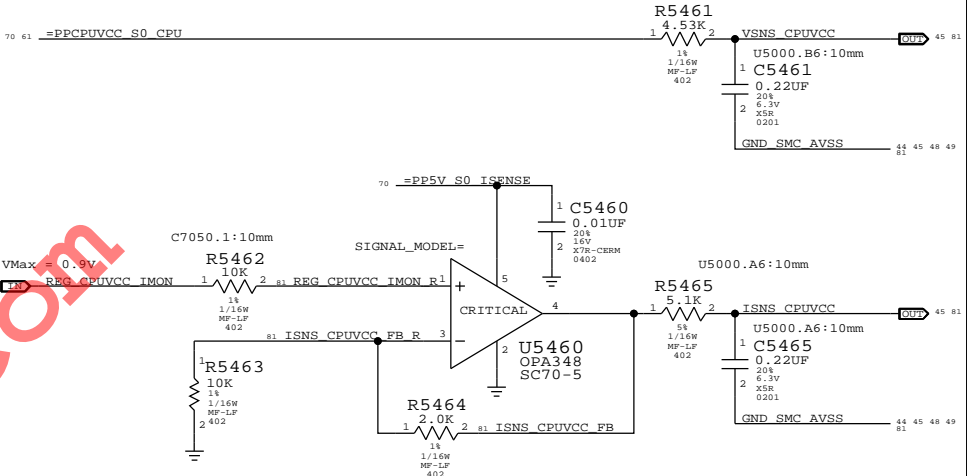 R5461
4.53K
70 61 =PPCPUVCC_S0_CPU
1 2
VSNS_CPUVCC
OUT 45 81
1%
1/16W
MF-LF
402
U5000.B6:10mm
1 C5461
0.22UF
20%
2 6.3V
X5R
0201
GND_SMC_AVSS
44 45 48 49
81
70 =PP5V_S0_ISENSE
1 C5460
0.01UF
20%
2 16V
X7R-CERM
0402
C7050.1:10mm
SIGNAL_MODEL=
VMax = 0.9V
R5462
10K
IN REG_CPUVCC_IMON 1 2 81 REG_CPUVCC_IMON_R 1 + 5
1%
1/16W
MF-LF
402
CRITICAL 4
U5000.A6:10mm
R5465
5.1K
1 2
ISNS_CPUVCC
OUT 45 81
5%
1/16W
MF-LF
402
U5000.A6:10mm
1 C5465
0.22UF
20%
2 6.3V
X5R
0201
GND_SMC_AVSS
44 45 48 49
81
81 ISNS_CPUVCC_FB_R 3 - 2
U5460
OPA348
SC70-5
1 R5463
10K
1%
1/16W
MF-LF
2 402
R5464
2.0K
1 2 81 ISNS_CPUVCC_FB
1%
1/16W
MF-LF
402
com